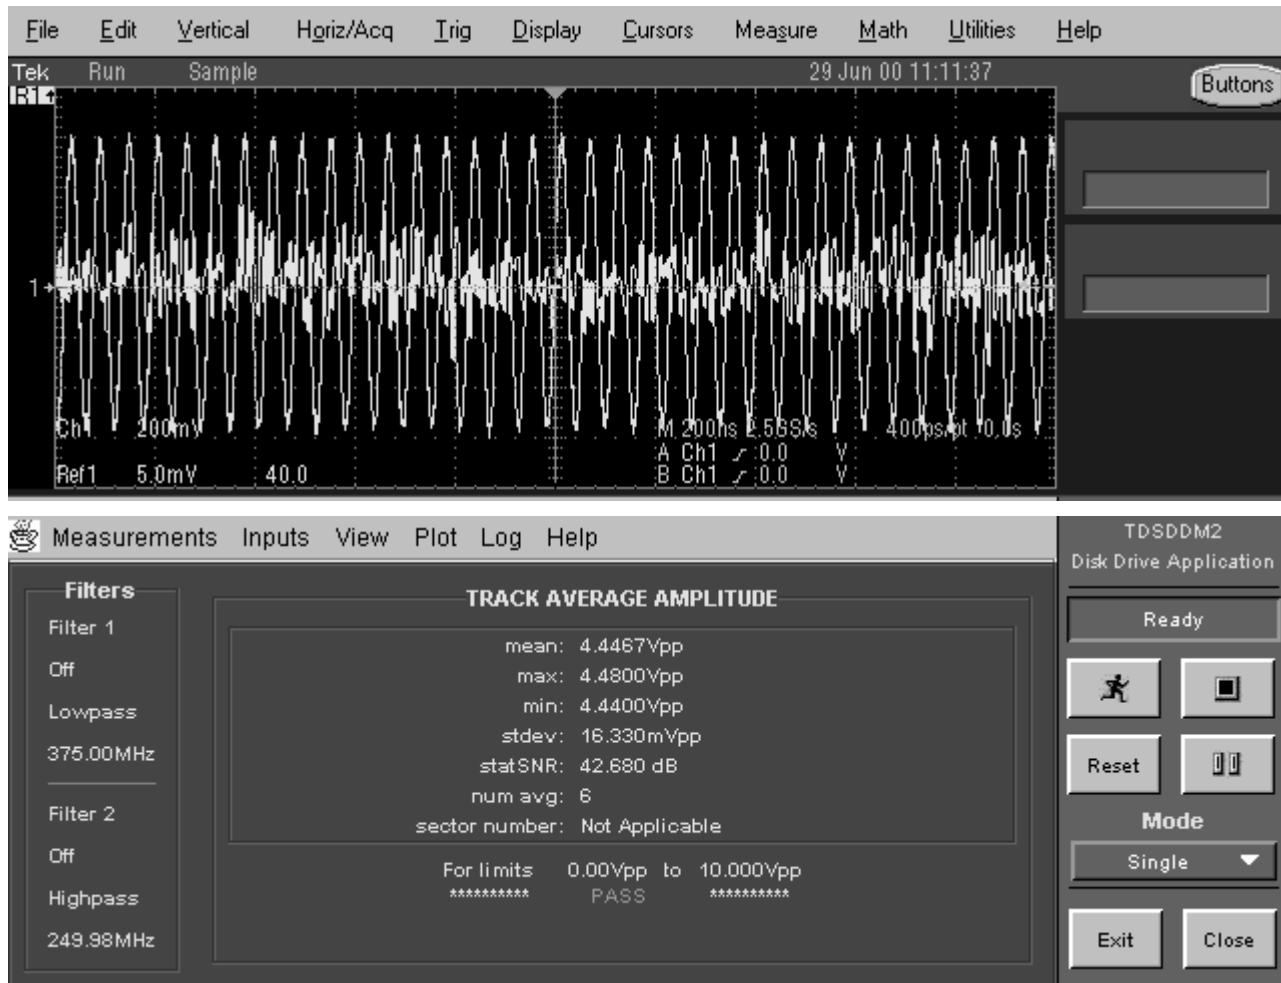 File Edit Vertical Horiz/Acq Trig Display Cursors Measure Math Utilities Help
Tek Run Sample 29 Jun 00 11:11:37
Buttons
R1
1
Ch1 200mV M 200ns 2.5GS/s 400ps/pt 0.0s
A Ch1 0.0 V
Ref1 5.0mV 40.0 B Ch1 0.0 V
Measurements Inputs View Plot Log Help
TDSDDM2
Disk Drive Application
Filters
Filter 1
Off
Lowpass
375.00MHz
Filter 2
Off
Highpass
249.98MHz
TRACK AVERAGE AMPLITUDE
mean: 4.4467Vpp
max: 4.4800Vpp
min: 4.4400Vpp
stdev: 16.330mVpp
statSNR: 42.680 dB
num avg: 6
sector number: Not Applicable
For limits 0.00Vpp to 10.000Vpp
********** PASS **********
Ready
Reset
Mode
Single
Exit Close